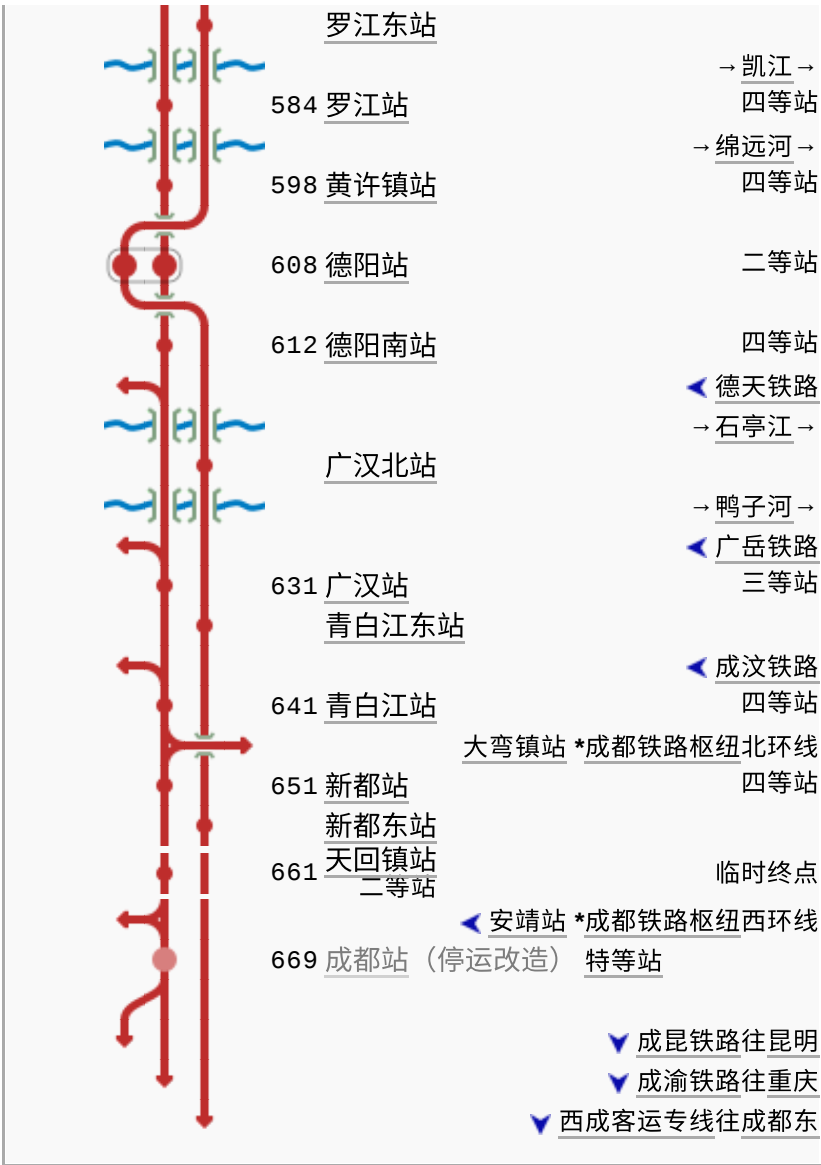 罗江东站
→凯江→
584 罗江站 四等站
→绵远河→
598 黄许镇站 四等站
608 德阳站 二等站
612 德阳南站 四等站
德天铁路
→石亭江→
广汉北站
→鸭子河→
广岳铁路
631 广汉站 三等站
青白江东站
成汶铁路
641 青白江站 四等站
大弯镇站 *成都铁路枢纽北环线
651 新都站 四等站
新都东站
661 天回镇站 临时终点
二等站
安靖站 *成都铁路枢纽西环线
669 成都站（停运改造） 特等站
成昆铁路往昆明
成渝铁路往重庆
西成客运专线往成都东